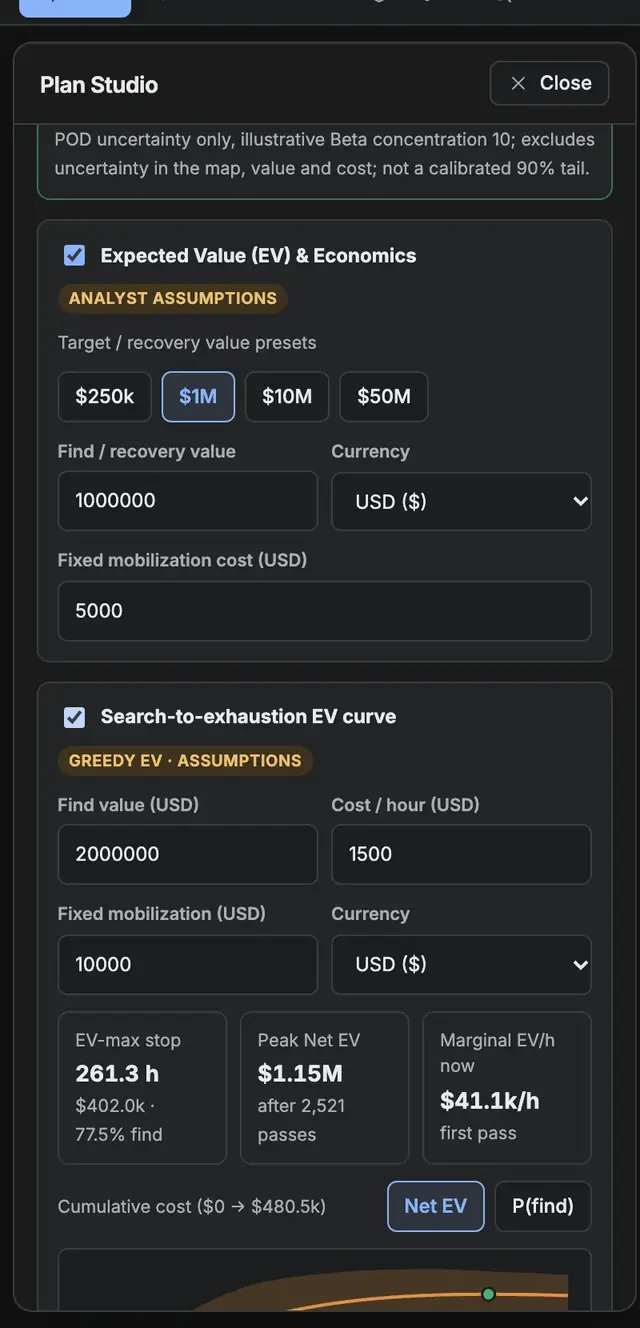 Plan Studio
Close
POD uncertainty only, illustrative Beta concentration 10; excludes
uncertainty in the map, value and cost; not a calibrated 90% tail.
Expected Value (EV) & Economics
ANALYST ASSUMPTIONS
Target / recovery value presets
$250k
$1M
$10M
$50M
Find / recovery value
Currency
1000000
USD ($)
Fixed mobilization cost (USD)
5000
Search-to-exhaustion EV curve
GREEDY EV · ASSUMPTIONS
Find value (USD)
Cost / hour (USD)
2000000
1500
Fixed mobilization (USD)
Currency
10000
USD ($)
EV-max stop
261.3 h
$402.0k ·
77.5% find
Peak Net EV
$1.15M
after 2,521
passes
Marginal EV/h
now
$41.1k/h
first pass
Cumulative cost ($0 → $480.5k)
Net EV
P(find)